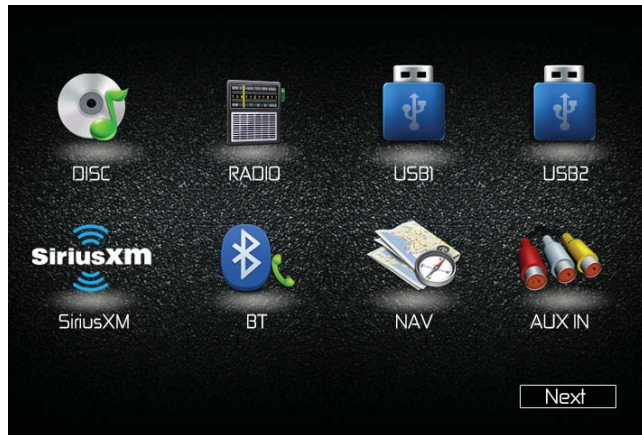 DISC
RADIO
USB1
USB2
SiriusXM
SiriusXM
BT
NAV
AUX IN
Next